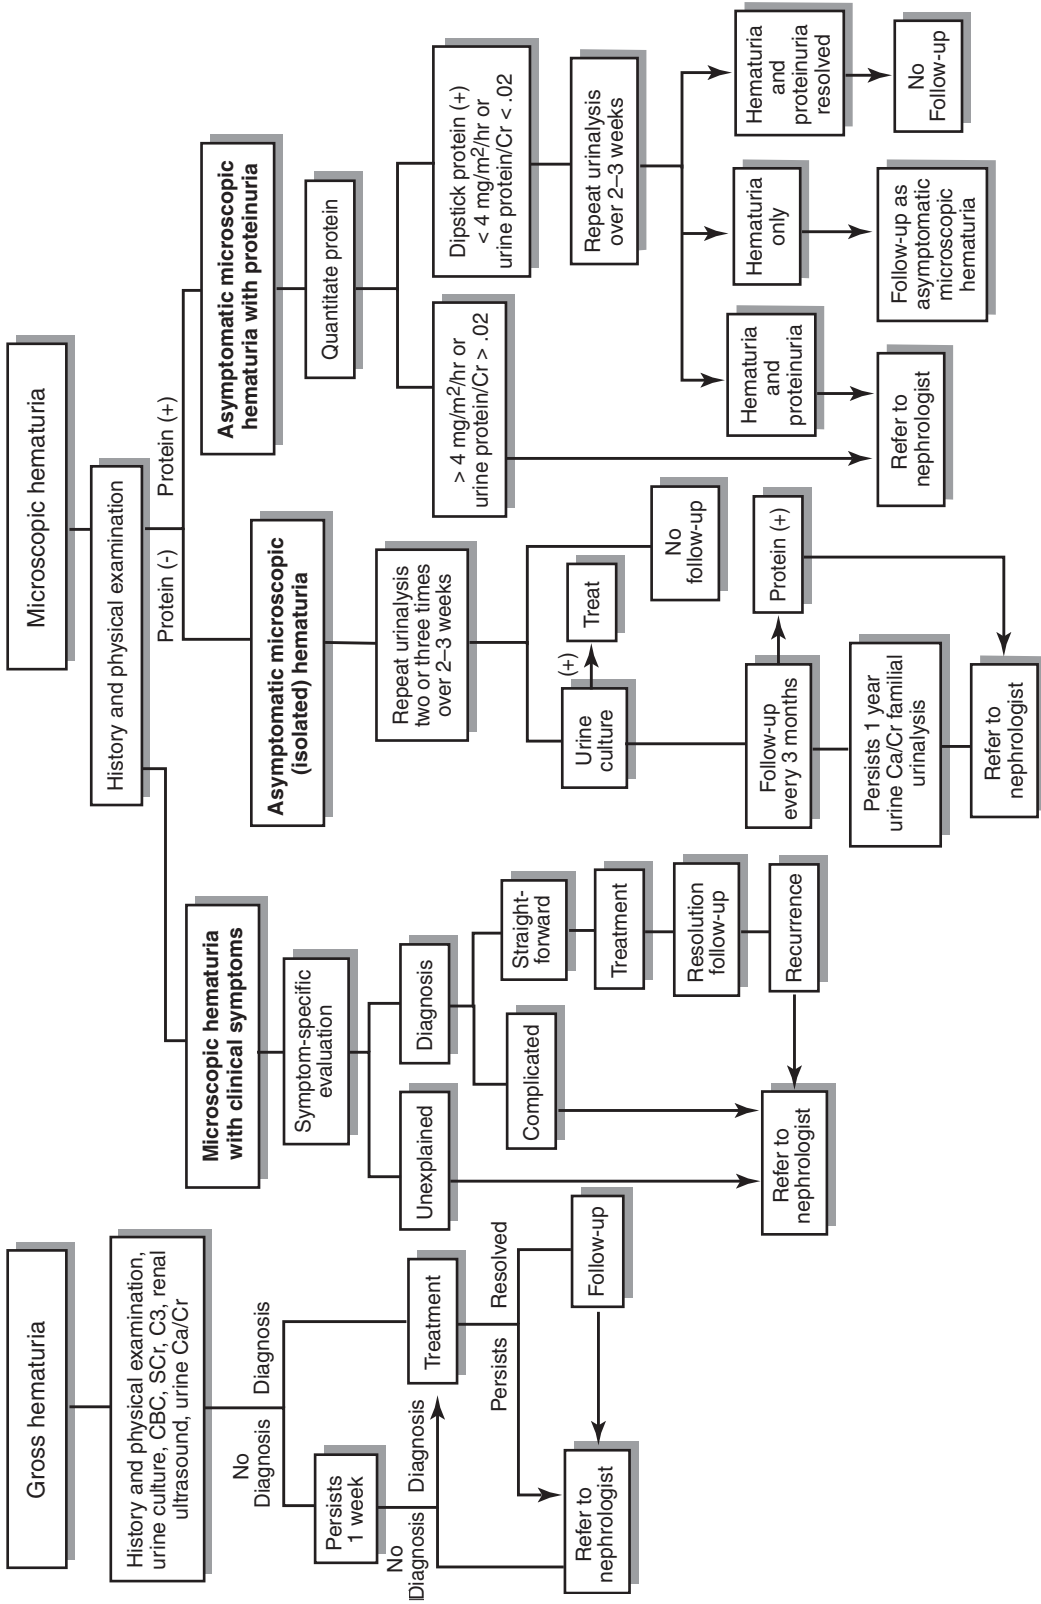 Gross hematuria
History and physical examination,
urine culture, CBC, SCr, C3, renal
ultrasound, urine Ca/Cr
No
Diagnosis
Diagnosis
Persists
1 week
No
Diagnosis
Diagnosis
Treatment
Persists
Resolved
Follow-up
Refer to
nephrologist
Microscopic hematuria
History and physical examination
Protein (-)
Protein (+)
Microscopic hematuria
with clinical symptoms
Symptom-specific
evaluation
Unexplained
Diagnosis
Complicated
Straight-
forward
Treatment
Resolution
follow-up
Recurrence
Refer to
nephrologist
Asymptomatic microscopic
(isolated) hematuria
Repeat urinalysis
two or three times
over 2–3 weeks
Urine
culture
(+)
Treat
No
follow-up
Follow-up
every 3 months
Protein (+)
Persists 1 year
urine Ca/Cr familial
urinalysis
Refer to
nephrologist
Asymptomatic microscopic
hematuria with proteinuria
Quantitate protein
> 4 mg/m²/hr or
urine protein/Cr > .02
Dipstick protein (+)
< 4 mg/m²/hr or
urine protein/Cr < .02
Repeat urinalysis
over 2–3 weeks
Hematuria
and
proteinuria
Hematuria
only
Hematuria
and
proteinuria
resolved
Refer to
nephrologist
Follow-up as
asymptomatic
microscopic
hematuria
No
Follow-up